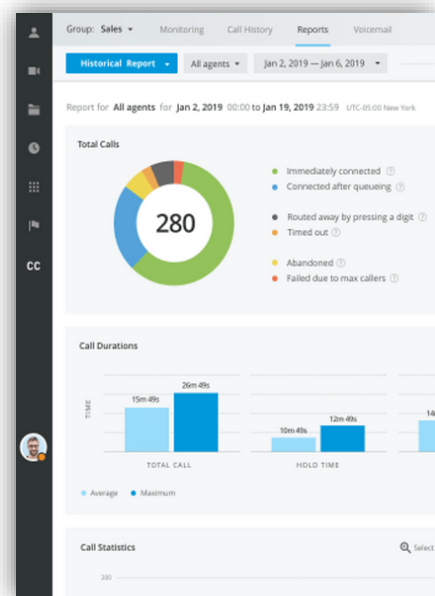 Group: Sales Monitoring Call History Reports Voicemail
Historical Report All agents Jan 2, 2019 — Jan 6, 2019
Report for All agents for Jan 2, 2019 00:00 to Jan 19, 2019 23:59 UTC-05:00 New York
Total Calls
280
Immediately connected
Connected after queueing
Routed away by pressing a digit
Timed out
Abandoned
Failed due to max callers
CC
Call Durations
TIME
15m 49s 26m 49s
10m 49s 12m 49s
TOTAL CALL HOLD TIME
Average Maximum
Call Statistics Select
200